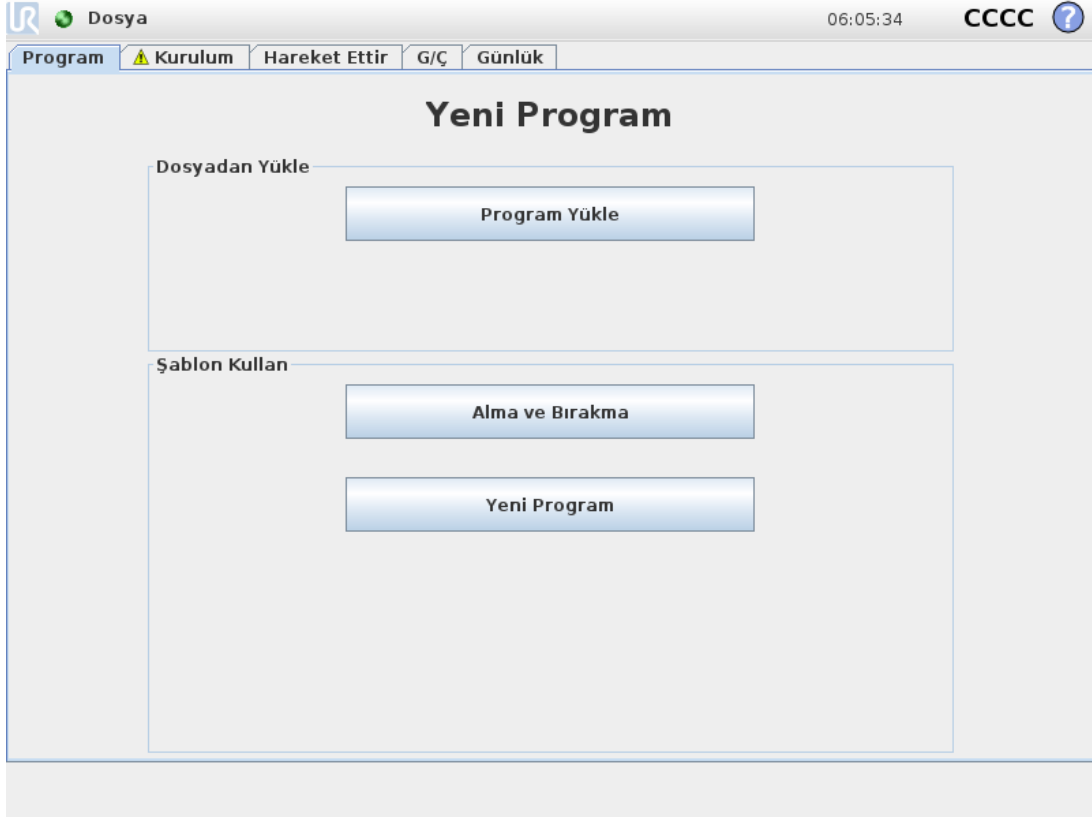 UR Dosya 06:05:34 CCCC ?
Program Kurulum Hareket Ettir G/Ç Günlük
Yeni Program
Dosyadan Yükle
Program Yükle
Şablon Kullan
Alma ve Bırakma
Yeni Program